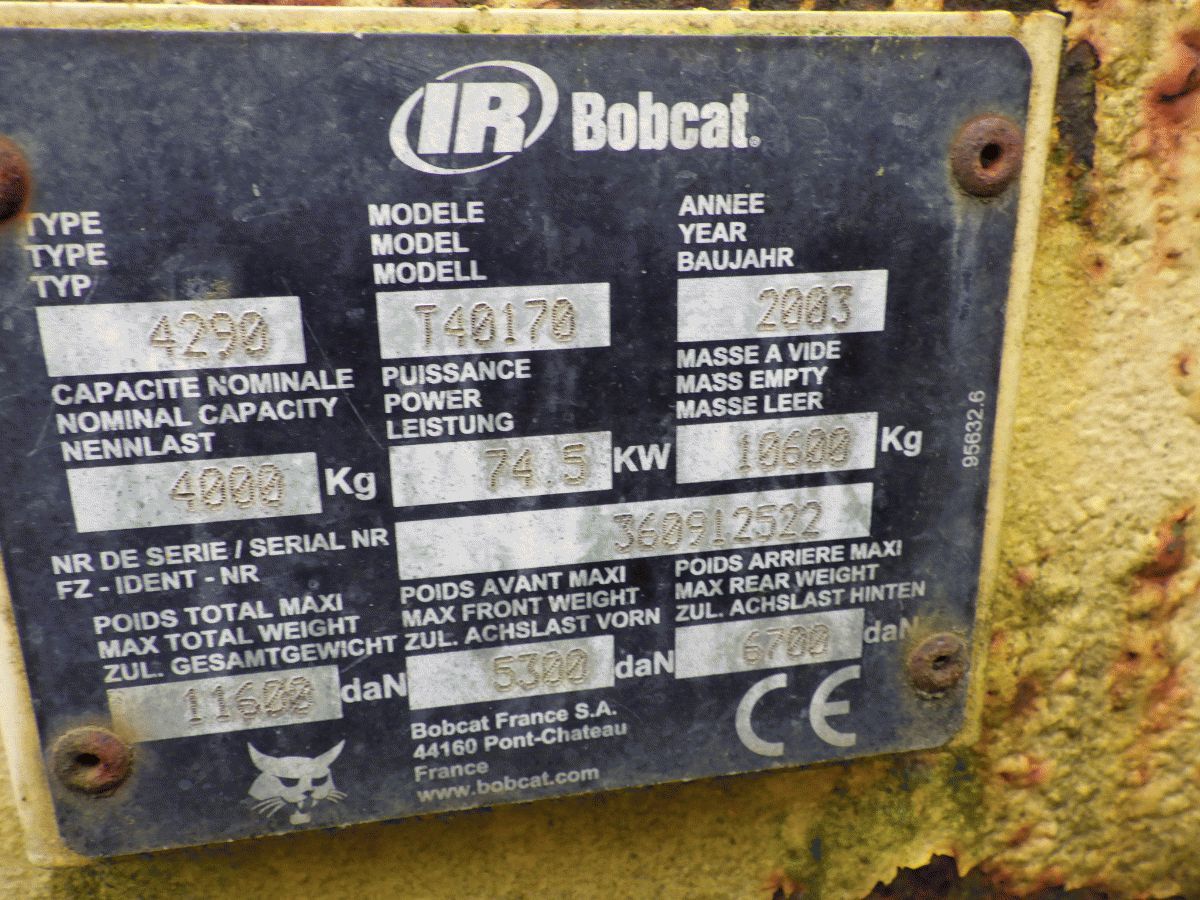 IR Bobcat®
TYPE
TYPE
TYP
4290
MODELE
MODEL
MODELL
T40170
ANNEE
YEAR
BAUJAHR
2003
CAPACITE NOMINALE
NOMINAL CAPACITY
NENNLAST
4000 Kg
PUISSANCE
POWER
LEISTUNG
74.5 KW
MASSE A VIDE
MASS EMPTY
MASSE LEER
10600 Kg
95632.6
NR DE SERIE / SERIAL NR
FZ - IDENT - NR
360912522
POIDS TOTAL MAXI
MAX TOTAL WEIGHT
ZUL. GESAMTGEWICHT
11600 daN
POIDS AVANT MAXI
MAX FRONT WEIGHT
ZUL. ACHSLAST VORN
5300 daN
POIDS ARRIERE MAXI
MAX REAR WEIGHT
ZUL. ACHSLAST HINTEN
6700 daN
Bobcat France S.A.
44160 Pont-Chateau
France
www.bobcat.com
CE